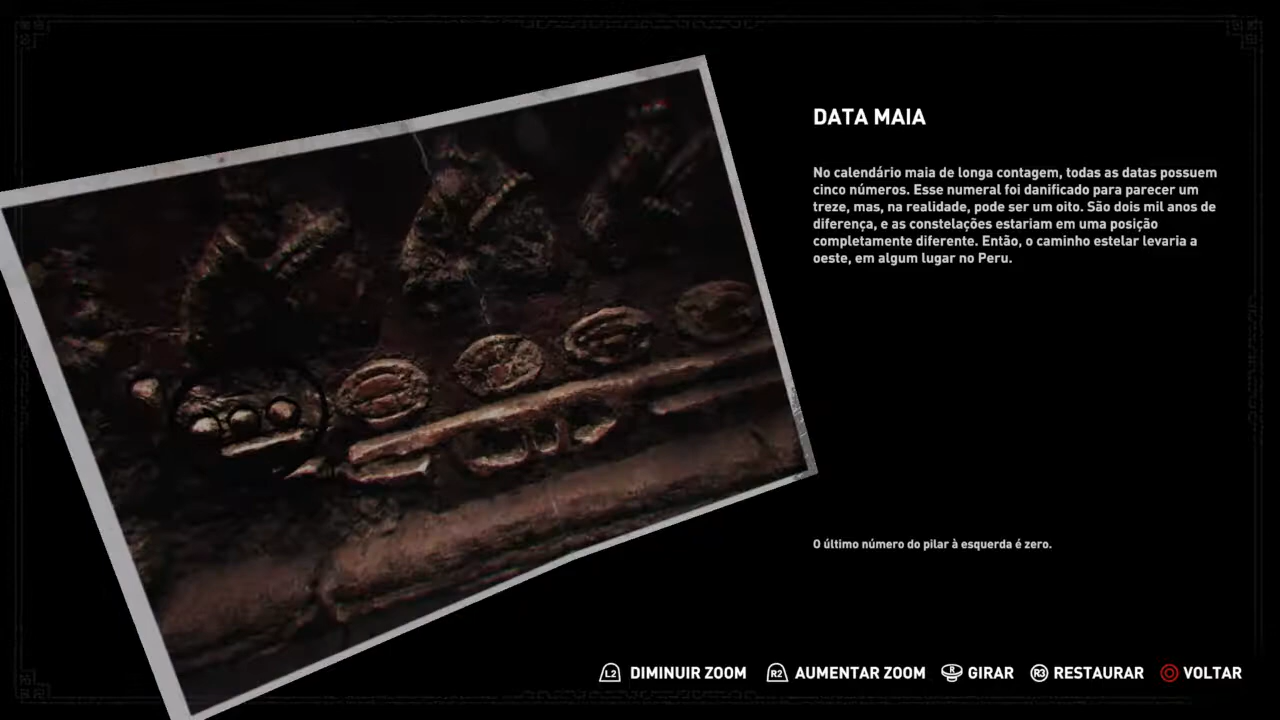 DATA MAIA
No calendário maia de longa contagem, todas as datas possuem
cinco números. Esse numeral foi danificado para parecer um
treze, mas, na realidade, pode ser um oito. São dois mil anos de
diferença, e as constelações estariam em uma posição
completamente diferente. Então, o caminho estelar levaria a
oeste, em algum lugar no Peru.
O último número do pilar à esquerda é zero.
L2 DIMINUIR ZOOM R2 AUMENTAR ZOOM R GIRAR R3 RESTAURAR VOLTAR